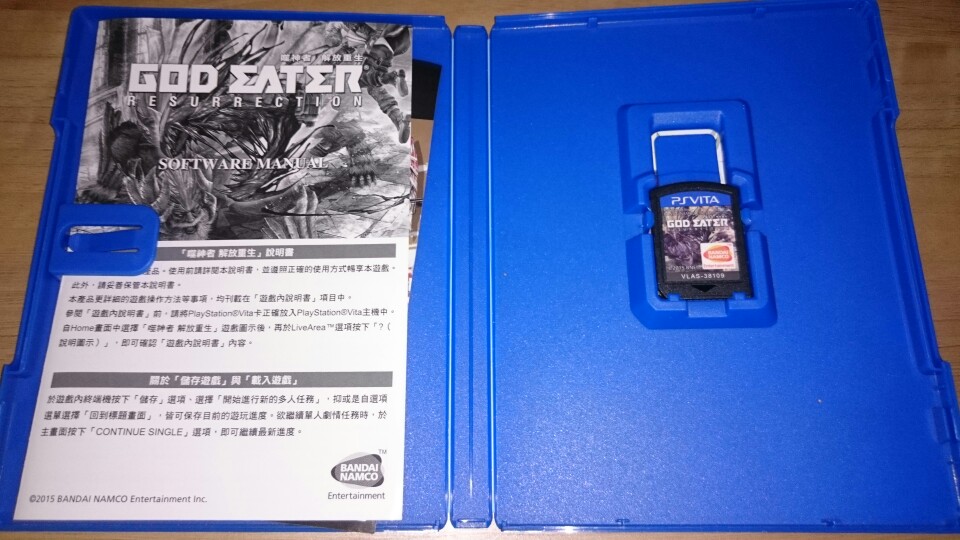 噬神者 解放重生
GOD EATER
RESURRECTION
SOFTWARE MANUAL
「噬神者 解放重生」說明書
產品。使用前請詳閱本說明書，並遵照正確的使用方式暢享本遊戲。
此外，請妥善保管本說明書。
本產品更詳細的遊戲操作方法等事項，均刊載在「遊戲內說明書」項目中。
參閱「遊戲內說明書」前，請將PlayStation®Vita卡正確放入PlayStation®Vita主機中。
自Home畫面中選擇「噬神者 解放重生」遊戲圖示後，再於LiveArea™選項按下「?（
說明圖示）」，即可確認「遊戲內說明書」內容。
關於「儲存遊戲」與「載入遊戲」
於遊戲內終端機按下「儲存」選項、選擇「開始進行新的多人任務」，抑或是自選項
選單選擇「回到標題畫面」，皆可保存目前的遊玩進度。欲繼續單人劇情任務時，於
主畫面按下「CONTINUE SINGLE」選項，即可繼續最新進度。
BANDAI
NAMCO
™
Entertainment
©2015 BANDAI NAMCO Entertainment Inc.
PSVITA
GOD EATER
BANDAI
NAMCO
VLAS-38109